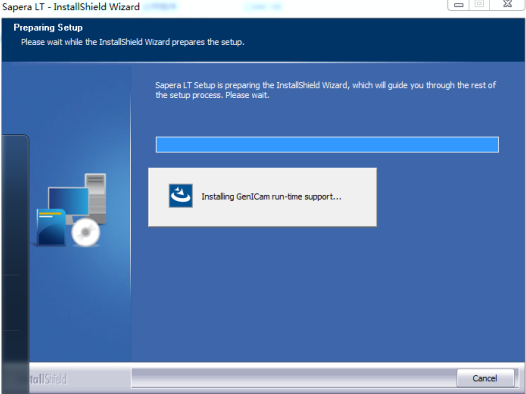 Sapera LT - InstallShield Wizard
Preparing Setup
Please wait while the InstallShield Wizard prepares the setup.
Sapera LT Setup is preparing the InstallShield Wizard, which will guide you through the rest of
the setup process. Please wait.
Installing GenICam run-time support...
tallShield
Cancel